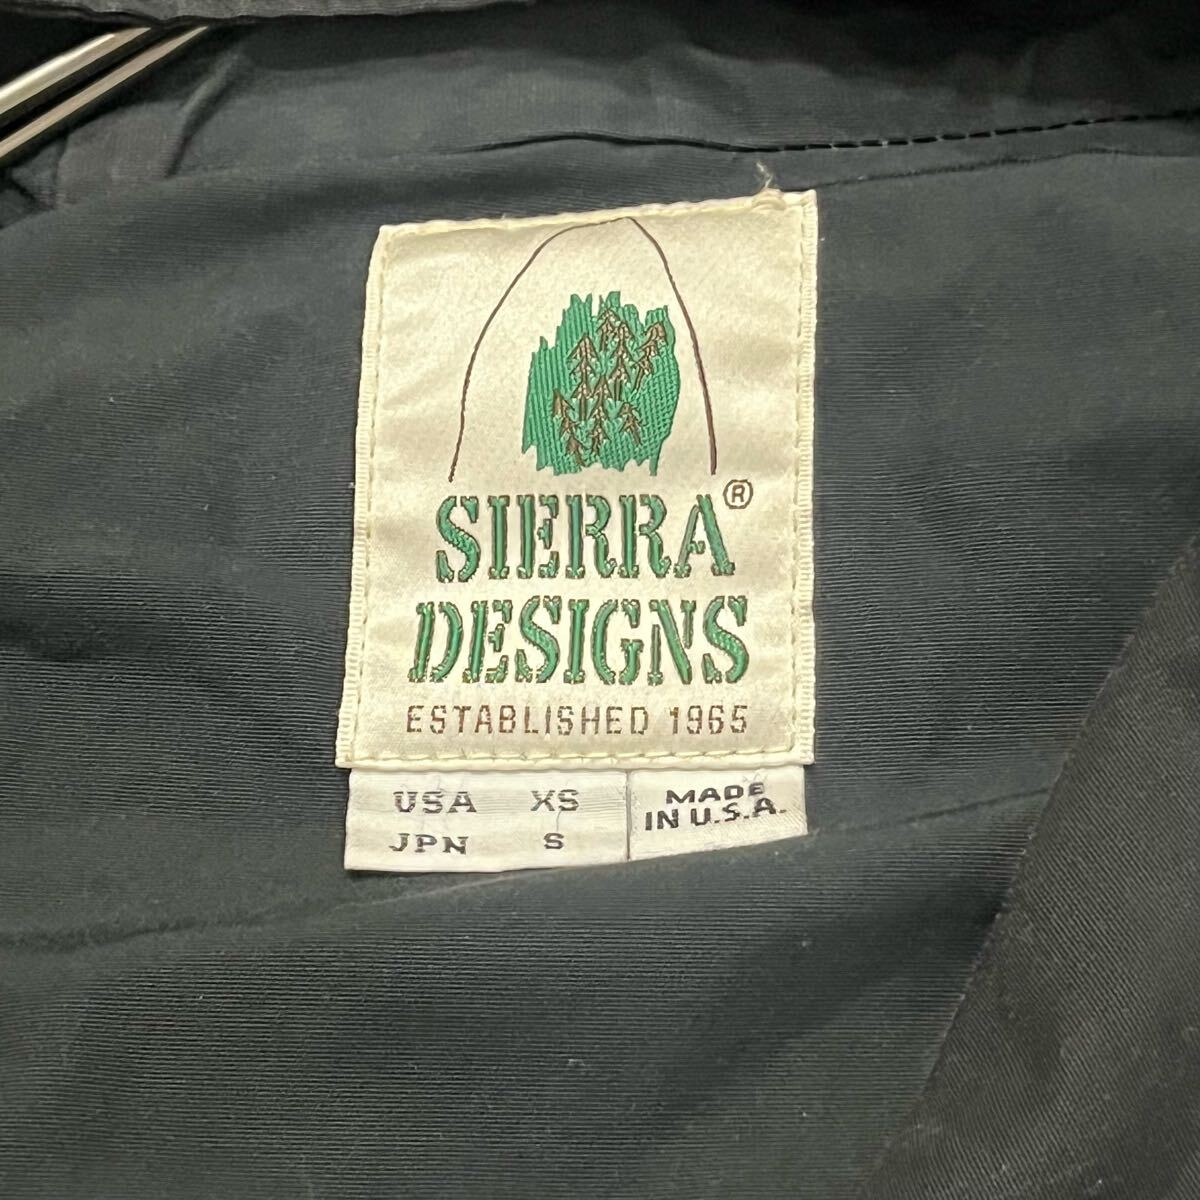 SIERRA®
DESIGNS
ESTABLISHED 1965
USA XS
JPN S
MADE
IN U.S.A.